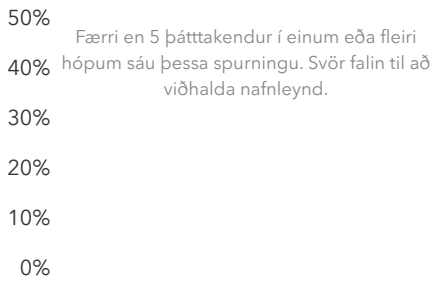 50%
Færri en 5 þátttakendur í einum eða fleiri
40%
hópum sáu þessa spurningu. Svör falin til að
viðhalda nafnleynd.
30%
20%
10%
0%